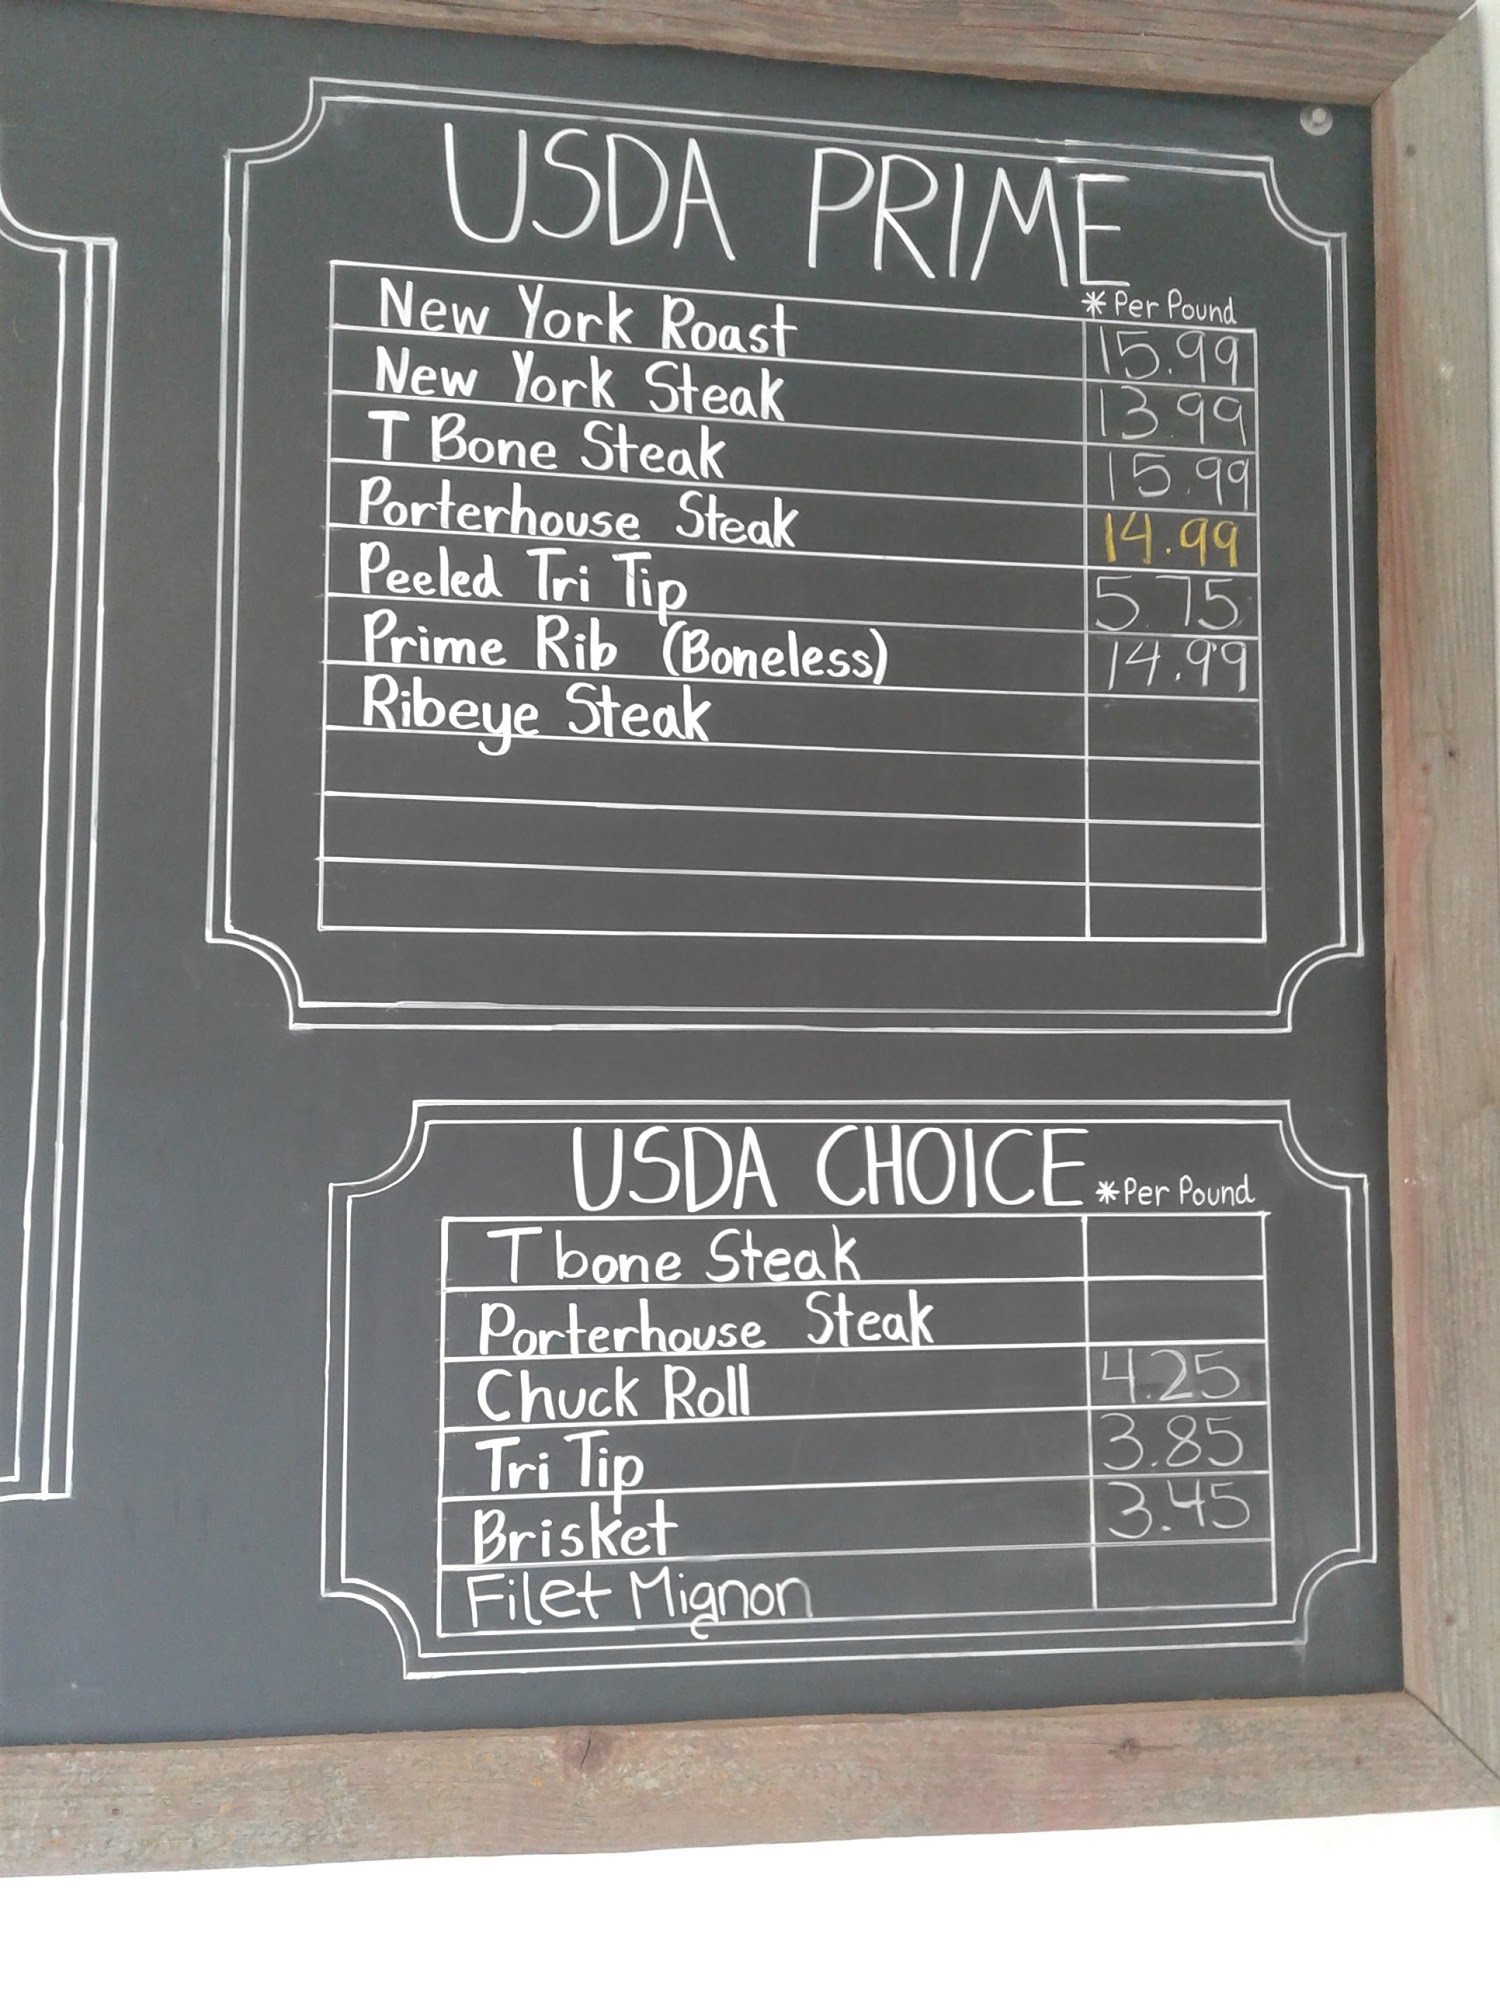 USDA PRIME
* Per Pound
New York Roast 15.99
New York Steak 13.99
T Bone Steak 15.99
Porterhouse Steak 14.99
Peeled Tri Tip 5.75
Prime Rib (Boneless) 14.99
Ribeye Steak
USDA CHOICE * Per Pound
T bone Steak
Porterhouse Steak
Chuck Roll 4.25
Tri Tip 3.85
Brisket 3.45
Filet Mignon